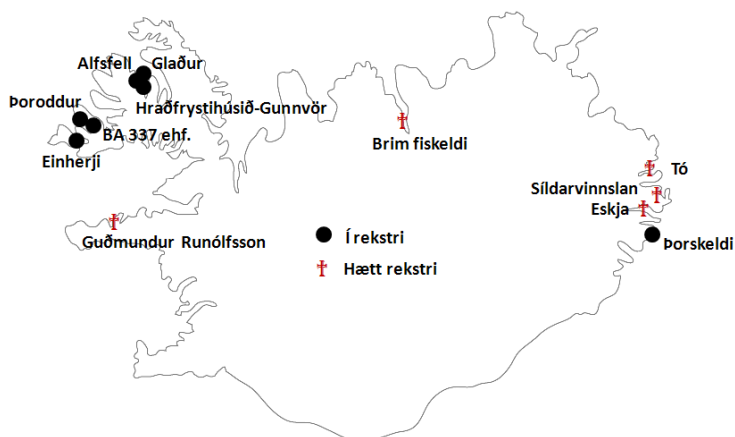 Alfsfell
Glaður
Hraðfrystihúsið-Gunnvör
Þoroddur
BA 337 ehf.
Einherji
Brim fiskeldi
Tó
Síldarvinnslan
Eskja
Þorskeldi
Guðmundur Runólfsson
Í rekstri
Hætt rekstri